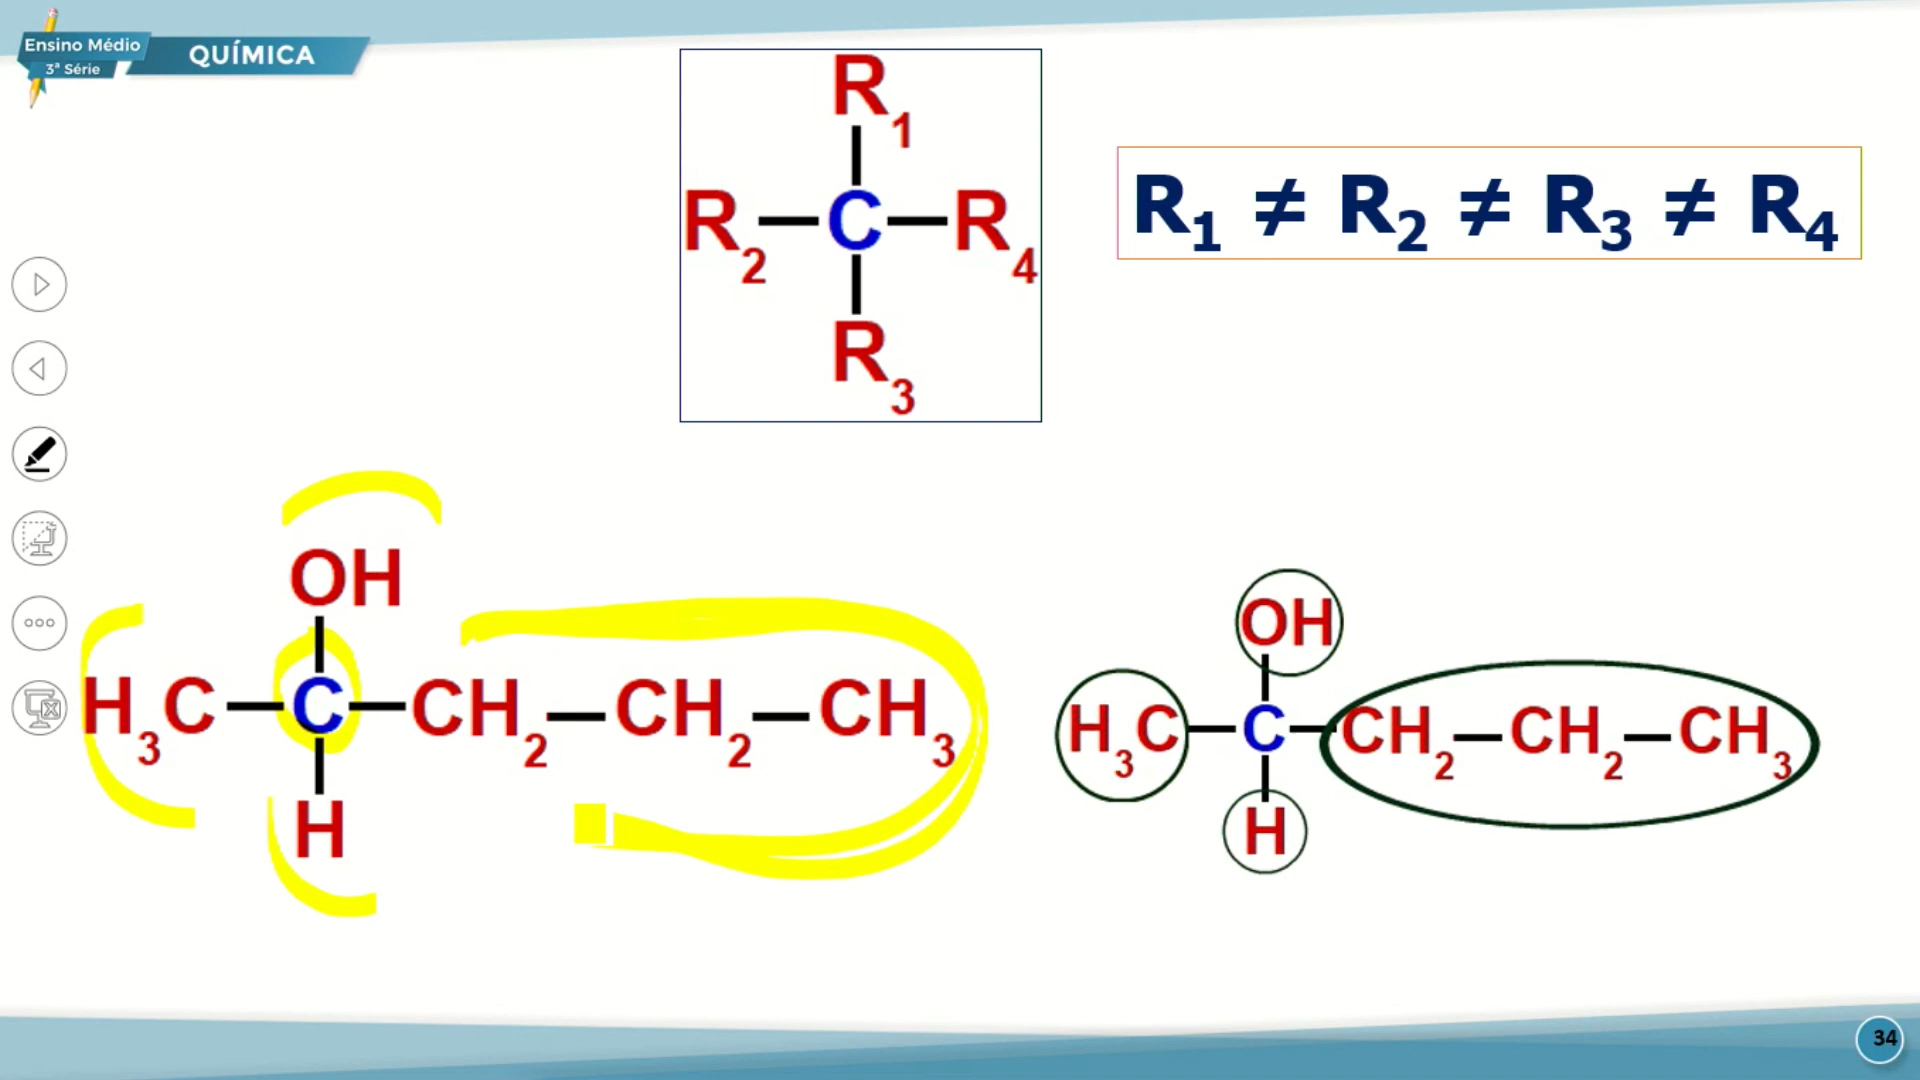 Ensino Médio
3ª Série
QUÍMICA
R1
R2—C—R4
R3
R1 ≠ R2 ≠ R3 ≠ R4
OH
H3C—C—CH2—CH2—CH3
H
OH
H3C—C—CH2—CH2—CH3
H
34